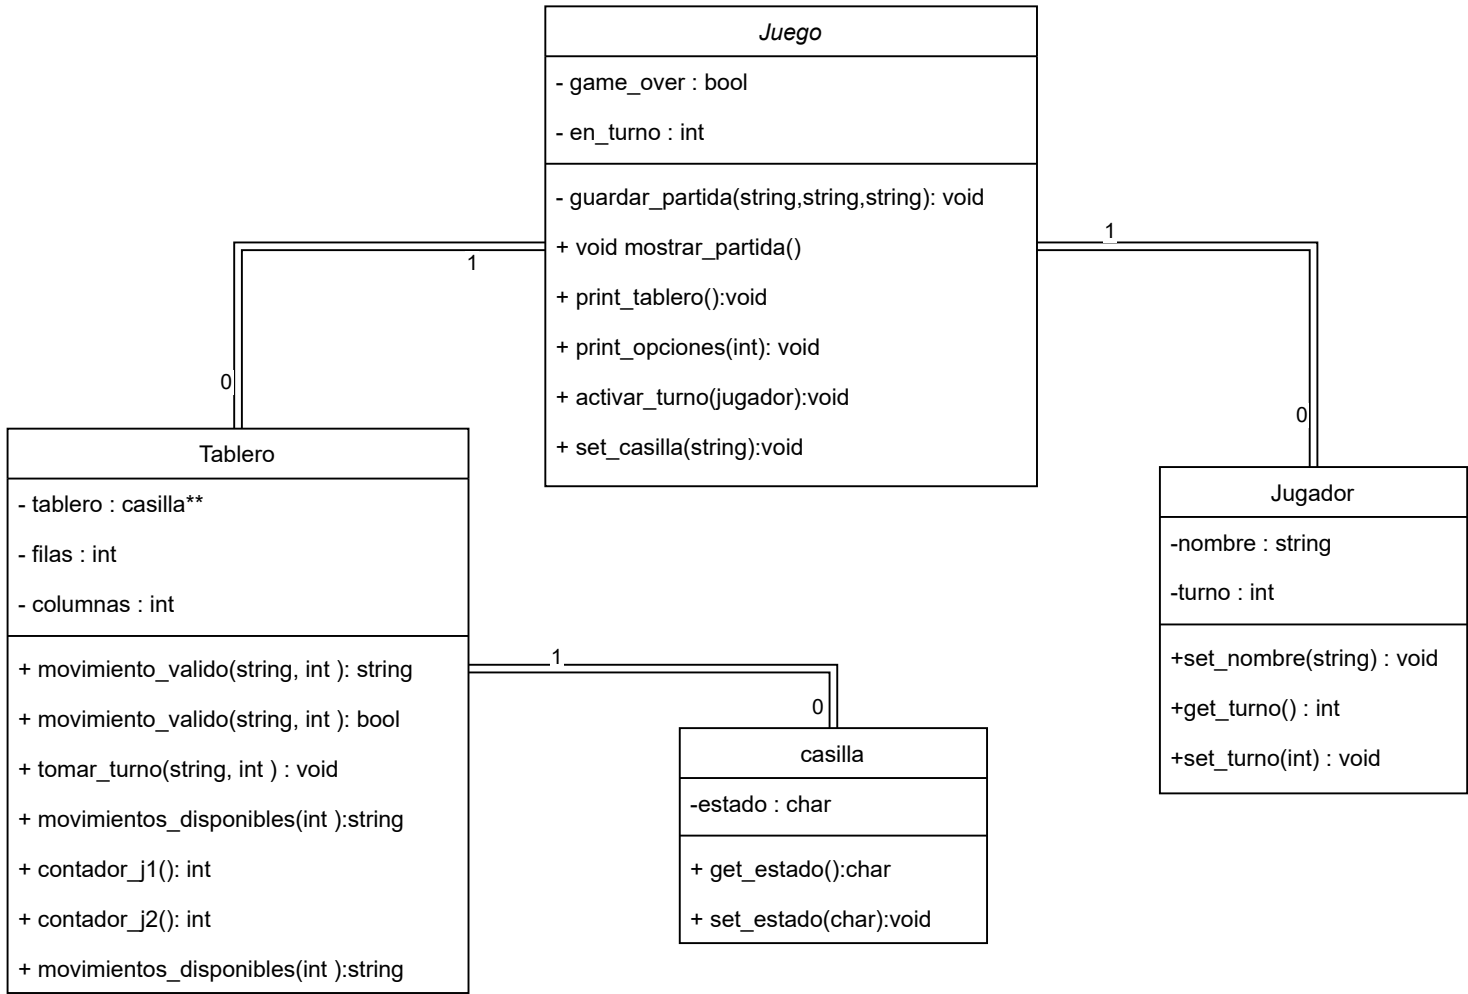 Juego
- game_over : bool
- en_turno : int
- guardar_partida(string,string,string): void
+ void mostrar_partida()
+ print_tablero():void
+ print_opciones(int): void
+ activar_turno(jugador):void
+ set_casilla(string):void
1
0
1
0
Tablero
- tablero : casilla**
- filas : int
- columnas : int
+ movimiento_valido(string, int ): string
+ movimiento_valido(string, int ): bool
+ tomar_turno(string, int ) : void
+ movimientos_disponibles(int ):string
+ contador_j1(): int
+ contador_j2(): int
+ movimientos_disponibles(int ):string
1
0
casilla
-estado : char
+ get_estado():char
+ set_estado(char):void
Jugador
-nombre : string
-turno : int
+set_nombre(string) : void
+get_turno() : int
+set_turno(int) : void